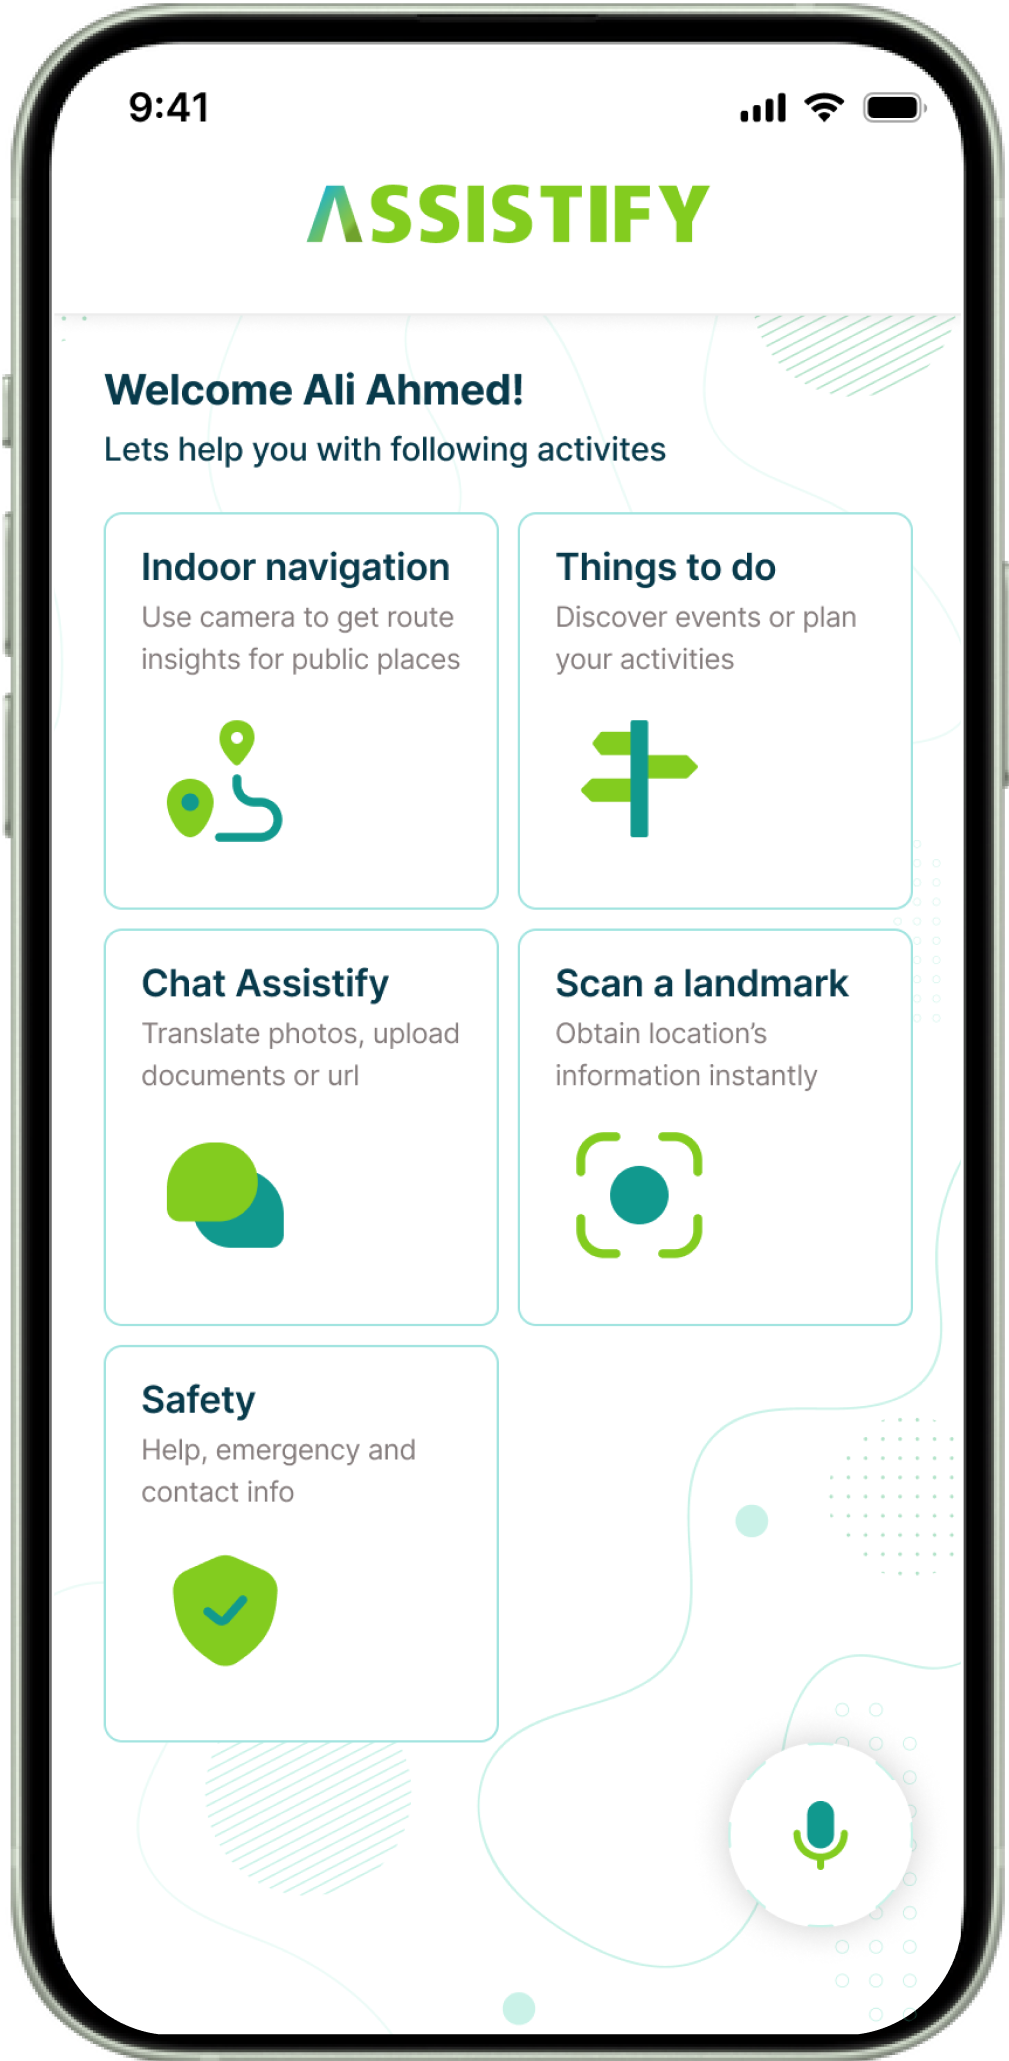 9:41
ASSISTIFY
Welcome Ali Ahmed!
Lets help you with following activites
Indoor navigation
Use camera to get route
insights for public places
Things to do
Discover events or plan
your activities
Chat Assistify
Translate photos, upload
documents or url
Scan a landmark
Obtain location’s
information instantly
Safety
Help, emergency and
contact info